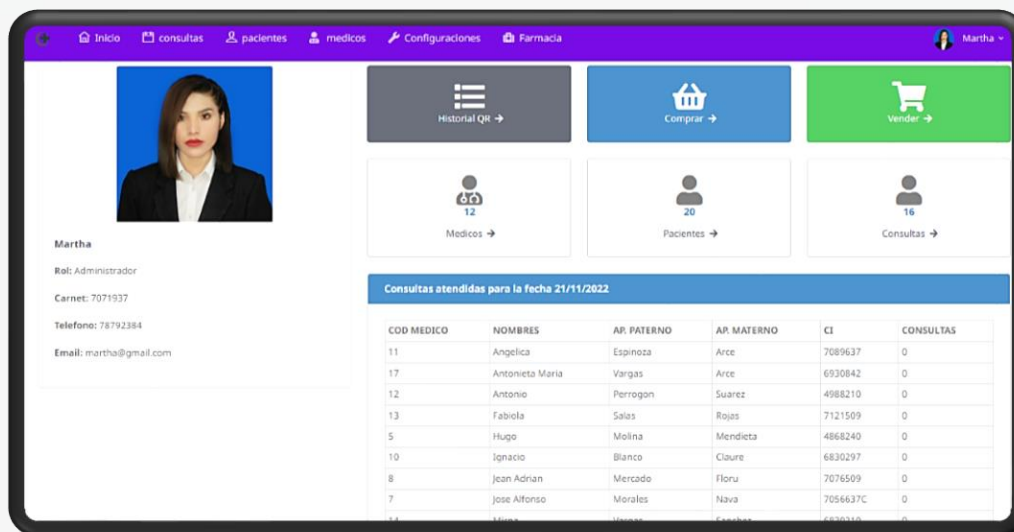 Inicio consultas pacientes medicos Configuraciones Farmacia Martha
Historial QR → Comprar → Vender →
12 20 16
Medicos → Pacientes → Consultas →
Martha
Rol: Administrador
Carnet: 7071937
Telefono: 78792384
Email: martha@gmail.com
Consultas atendidas para la fecha 21/11/2022
COD MEDICO NOMBRES AP. PATERNO AP. MATERNO CI CONSULTAS
11 Angelica Espinoza Arce 7089637 0
17 Antonieta Maria Vargas Arce 6930842 0
12 Antonio Perrogon Suarez 4988210 0
13 Fabiola Salas Rojas 7121509 0
5 Hugo Molina Mendieta 4868240 0
10 Ignacio Blanco Claure 6830297 0
8 Jean Adrian Mercado Floru 7076509 0
7 Jose Alfonso Morales Nava 7056637C 0